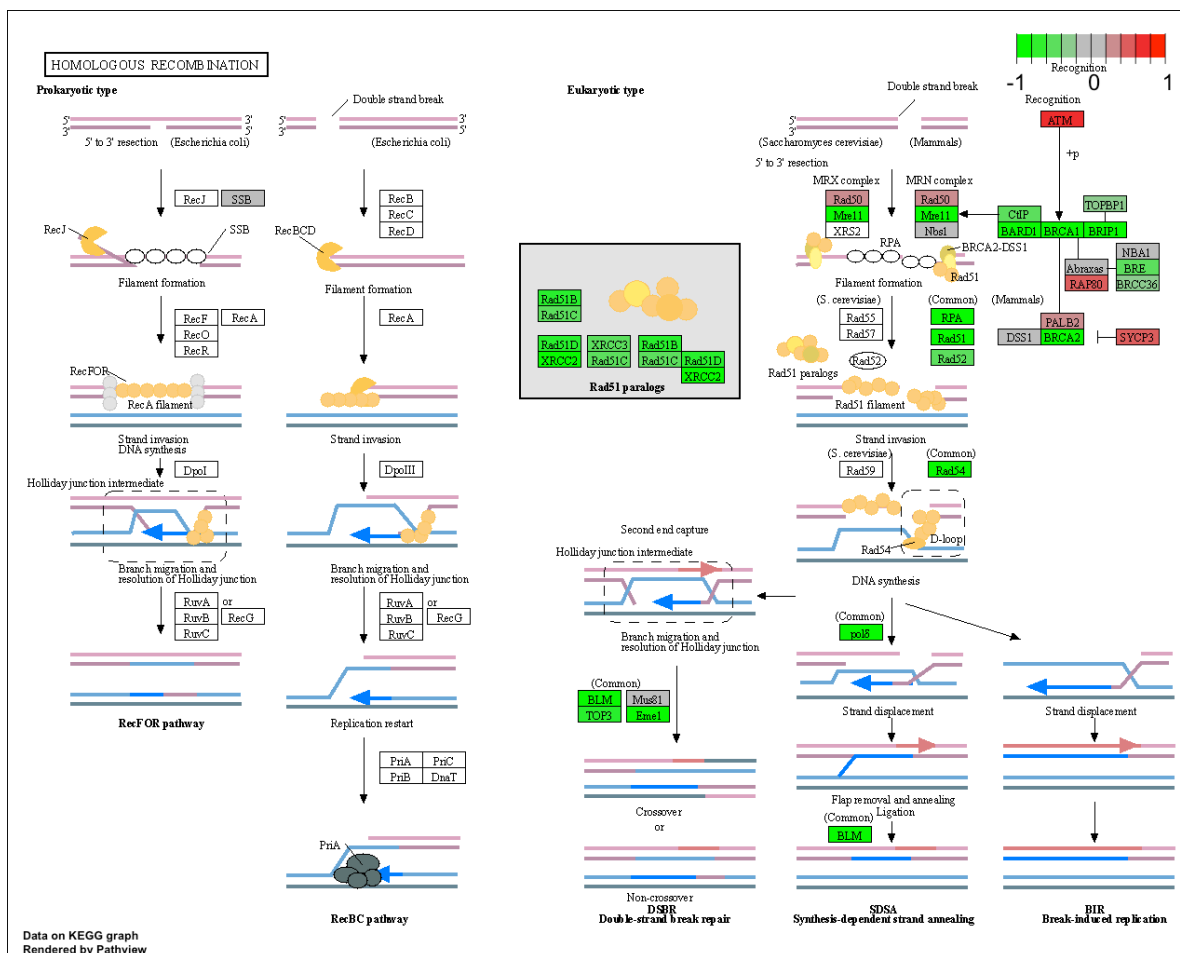 HOMOLOGOUS RECOMBINATION
-1 0 1
Recognition
Prokaryotic type
Double strand break
5' 3'
3' 5'
5' to 3' resection (Escherichia coli)
5' 3'
3' 5'
(Escherichia coli)
RecJ SSB
RecB
RecC
RecD
RecJ
SSB
RecBCD
Filament formation
Filament formation
RecF RecA
RecO
RecR
RecA
RecFOR
RecA filament
Strand invasion
DNA synthesis
Strand invasion
DpoI
DpoIII
Holliday junction intermediate
Branch migration and
resolution of Holliday junction
Branch migration and
resolution of Holliday junction
RuvA or
RuvB RecG
RuvC
RuvA or
RuvB RecG
RuvC
RecFOR pathway
Replication restart
PriA PriC
PriB DnaT
PriA
RecBC pathway
Eukaryotic type
Double strand break
5' 3'
3' 5'
(Saccharomyces cerevisiae) (Mammals)
5' to 3' resection
Recognition
ATM
+p
MRX complex MRN complex
Rad50
Mre11
XRS2
Rad50
Mre11
Nbs1
CtIP TOPBP1
BARD1 BRCA1 BRIP1
RPA
BRCA2-DSS1
Rad51
Abraxas
RAP80
NBA1
BRE
BRCC36
Filament formation
(S. cerevisiae) (Common) (Mammals)
Rad55
Rad57
Rad52
RPA
Rad51
Rad52
PALB2
DSS1 BRCA2 SYCP3
Rad51B
Rad51C
Rad51D XRCC3 Rad51B
XRCC2 Rad51C Rad51C Rad51D
XRCC2
Rad51 paralogs
Rad51 paralogs
Rad51 filament
Strand invasion
(S. cerevisiae) (Common)
Rad59 Rad54
Rad54
D-loop
DNA synthesis
Second end capture
Holliday junction intermediate
Branch migration and
resolution of Holliday junction
(Common)
polδ
(Common)
BLM Mus81
TOP3 Eme1
Strand displacement
Strand displacement
Crossover
or
Non-crossover
Flap removal and annealing
Ligation
(Common)
BLM
DSBR
Double-strand break repair
SDSA
Synthesis-dependent strand annealing
BIR
Break-induced replication
Data on KEGG graph
Rendered by Pathview